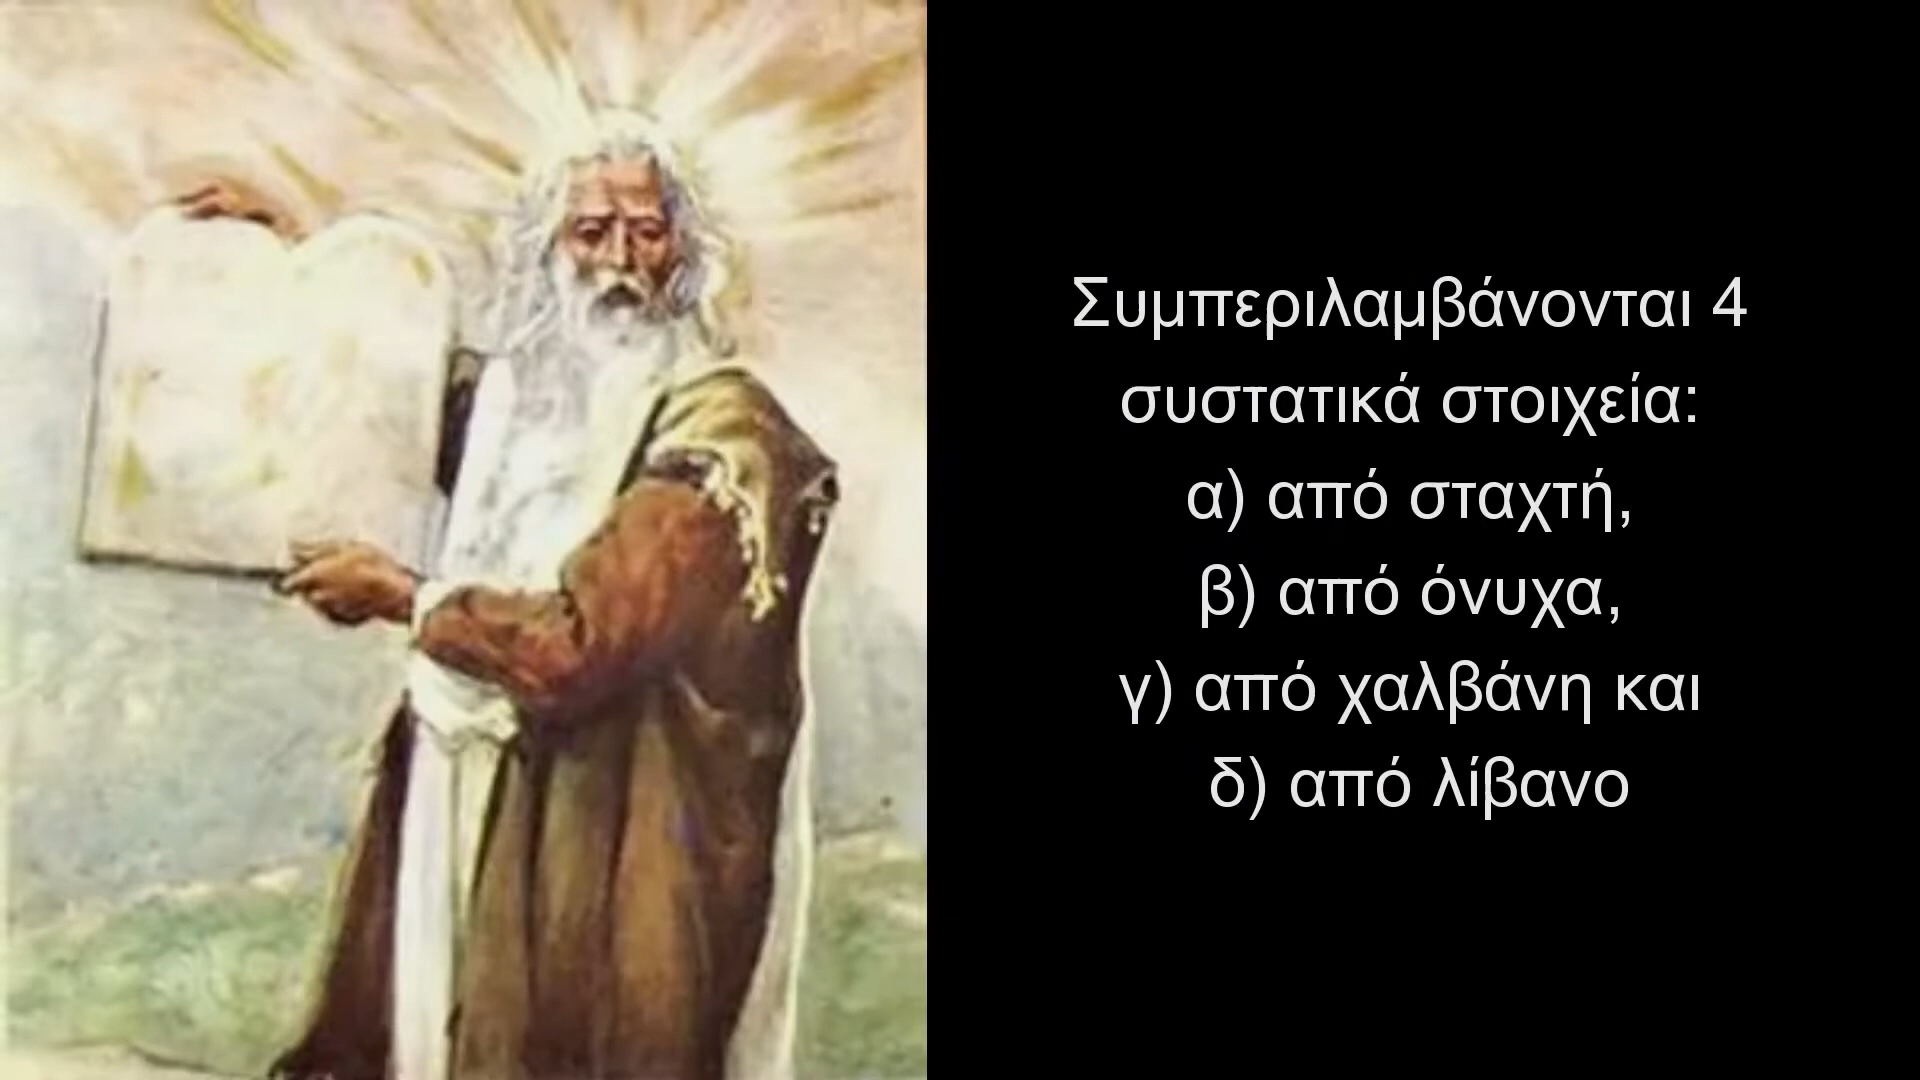 Συμπεριλαμβάνονται 4
συστατικά στοιχεία:
α) από σταχτή,
β) από όνυχα,
γ) από χαλβάνη και
δ) από λίβανο